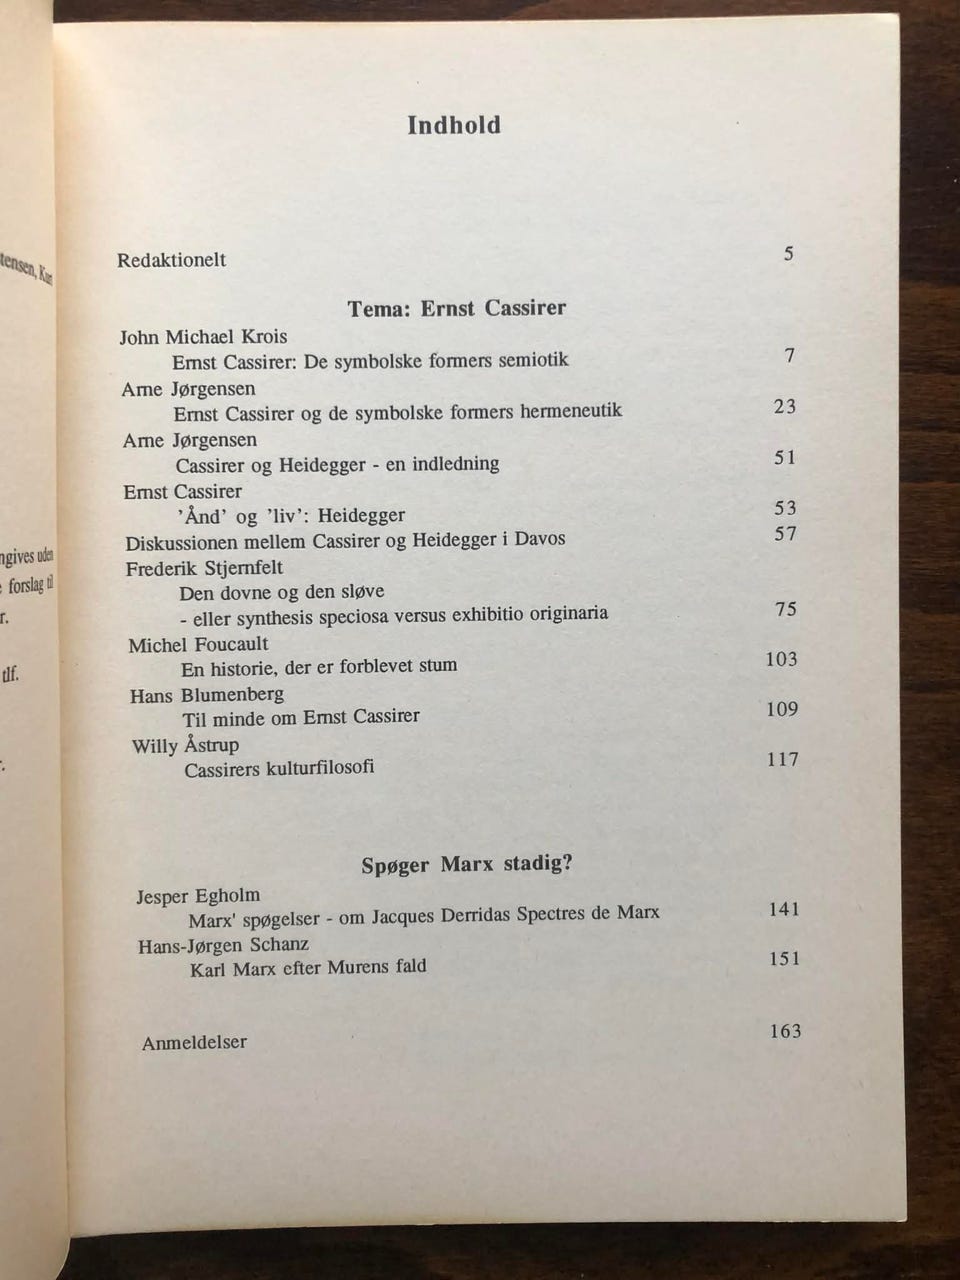 Indhold
Redaktionelt 5
Tema: Ernst Cassirer
John Michael Krois
Ernst Cassirer: De symbolske formers semiotik 7
Arne Jørgensen
Ernst Cassirer og de symbolske formers hermeneutik 23
Arne Jørgensen
Cassirer og Heidegger - en indledning 51
Ernst Cassirer
'Ånd' og 'liv': Heidegger 53
Diskussionen mellem Cassirer og Heidegger i Davos 57
Frederik Stjernfelt
Den dovne og den sløve
- eller synthesis speciosa versus exhibitio originaria 75
Michel Foucault
En historie, der er forblevet stum 103
Hans Blumenberg
Til minde om Ernst Cassirer 109
Willy Åstrup
Cassirers kulturfilosofi 117
Spøger Marx stadig?
Jesper Egholm
Marx' spøgelser - om Jacques Derridas Spectres de Marx 141
Hans-Jørgen Schanz
Karl Marx efter Murens fald 151
Anmeldelser 163
uden
forslag til
tlf.